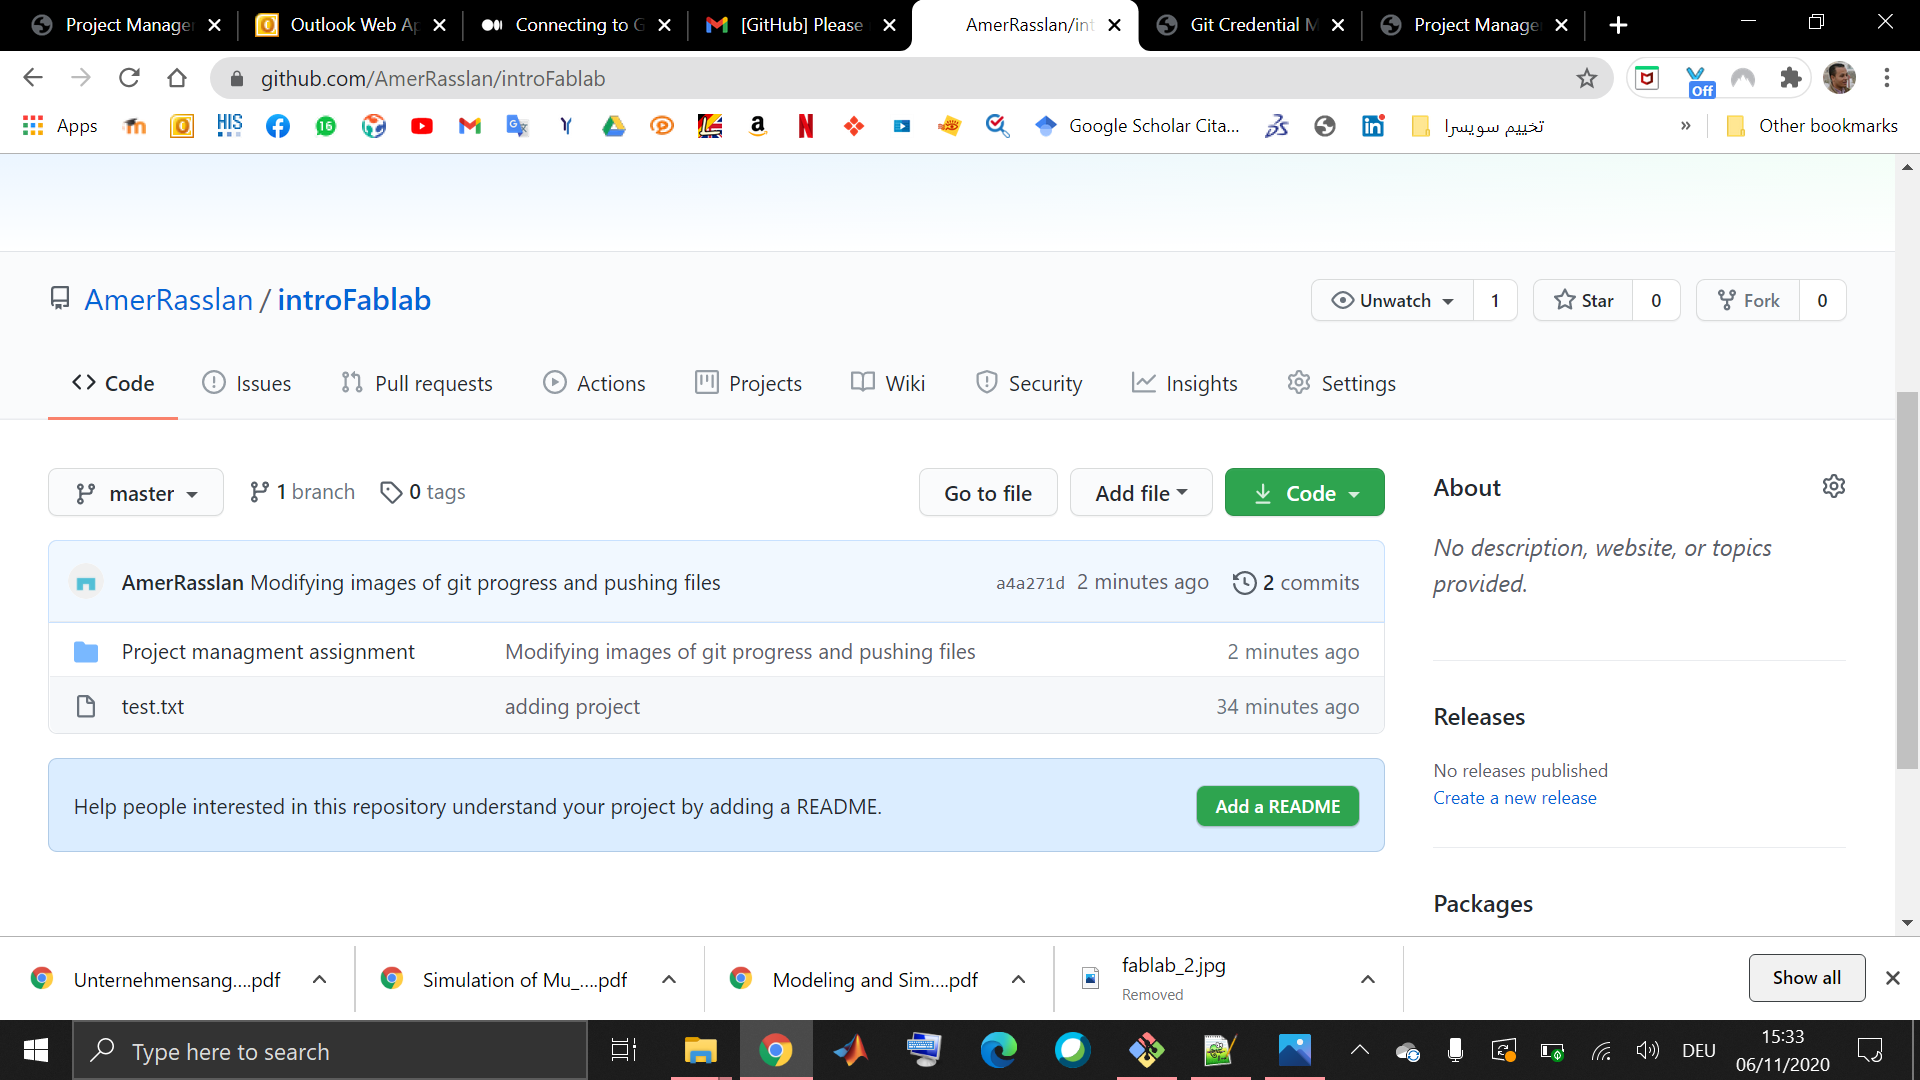 Project Manager
Outlook Web Ap
Connecting to G
[GitHub] Please
AmerRasslan/int
Git Credential M
Project Manage
github.com/AmerRasslan/introFablab
Off
Apps
HIS
16
Google Scholar Cita...
تخييم سويسرا
»
Other bookmarks
AmerRasslan / introFablab
Unwatch 1
Star 0
Fork 0
Code
Issues
Pull requests
Actions
Projects
Wiki
Security
Insights
Settings
master
1 branch
0 tags
Go to file
Add file
Code
AmerRasslan Modifying images of git progress and pushing files
a4a271d 2 minutes ago
2 commits
Project managment assignment
Modifying images of git progress and pushing files
2 minutes ago
test.txt
adding project
34 minutes ago
Help people interested in this repository understand your project by adding a README.
Add a README
About
No description, website, or topics
provided.
Releases
No releases published
Create a new release
Packages
Unternehmensang....pdf
Simulation of Mu_....pdf
Modeling and Sim....pdf
fablab_2.jpg
Removed
Show all
Type here to search
DEU
15:33
06/11/2020